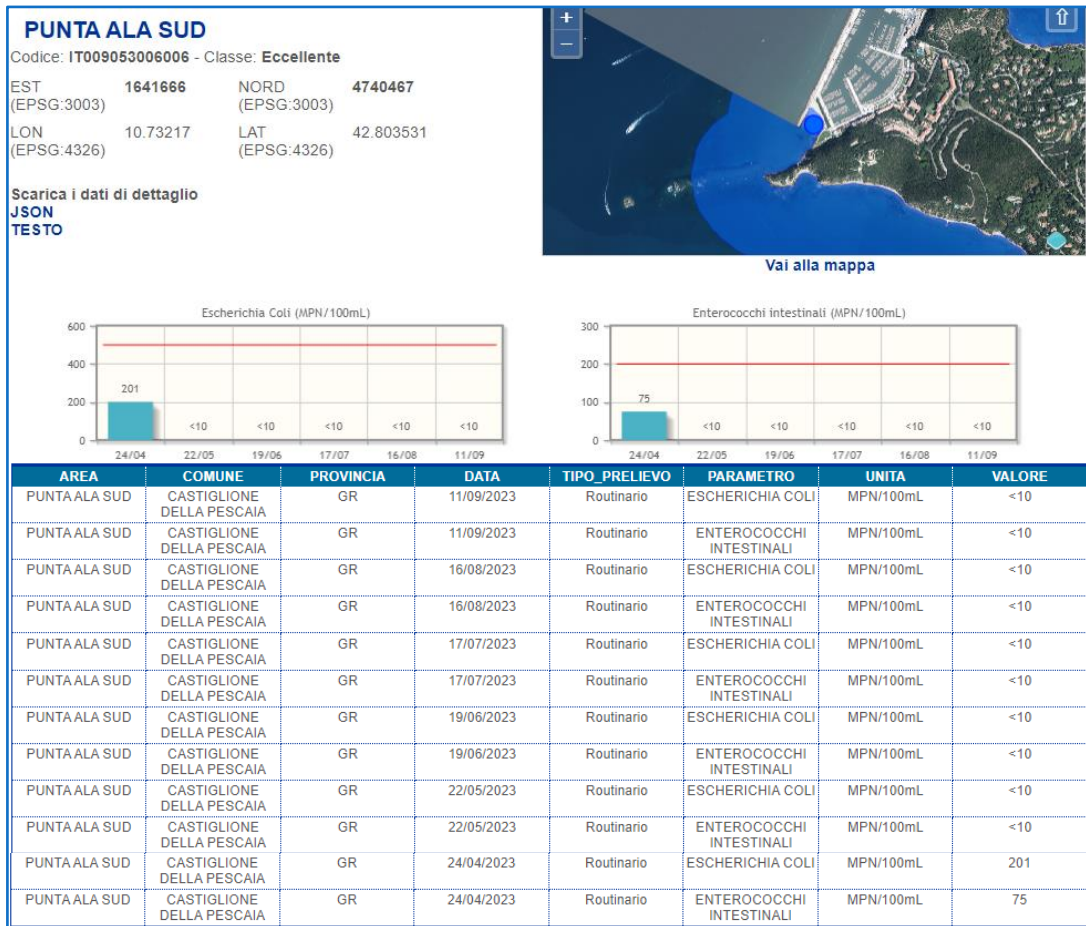 PUNTA ALA SUD
Codice: IT009053006006 - Classe: Eccellente
EST 1641666 NORD 4740467
(EPSG:3003) (EPSG:3003)
LON 10.73217 LAT 42.803531
(EPSG:4326) (EPSG:4326)
Scarica i dati di dettaglio
JSON
TESTO
+
−
⇧
Vai alla mappa
Escherichia Coli (MPN/100mL)
600
400
200
0
201 <10 <10 <10 <10 <10
24/04 22/05 19/06 17/07 16/08 11/09
Enterococchi intestinali (MPN/100mL)
300
200
100
0
75 <10 <10 <10 <10 <10
24/04 22/05 19/06 17/07 16/08 11/09
AREA COMUNE PROVINCIA DATA TIPO_PRELIEVO PARAMETRO UNITA VALORE
PUNTA ALA SUD CASTIGLIONE GR 11/09/2023 Routinario ESCHERICHIA COLI MPN/100mL <10
DELLA PESCAIA
PUNTA ALA SUD CASTIGLIONE GR 11/09/2023 Routinario ENTEROCOCCHI MPN/100mL <10
DELLA PESCAIA INTESTINALI
PUNTA ALA SUD CASTIGLIONE GR 16/08/2023 Routinario ESCHERICHIA COLI MPN/100mL <10
DELLA PESCAIA
PUNTA ALA SUD CASTIGLIONE GR 16/08/2023 Routinario ENTEROCOCCHI MPN/100mL <10
DELLA PESCAIA INTESTINALI
PUNTA ALA SUD CASTIGLIONE GR 17/07/2023 Routinario ESCHERICHIA COLI MPN/100mL <10
DELLA PESCAIA
PUNTA ALA SUD CASTIGLIONE GR 17/07/2023 Routinario ENTEROCOCCHI MPN/100mL <10
DELLA PESCAIA INTESTINALI
PUNTA ALA SUD CASTIGLIONE GR 19/06/2023 Routinario ESCHERICHIA COLI MPN/100mL <10
DELLA PESCAIA
PUNTA ALA SUD CASTIGLIONE GR 19/06/2023 Routinario ENTEROCOCCHI MPN/100mL <10
DELLA PESCAIA INTESTINALI
PUNTA ALA SUD CASTIGLIONE GR 22/05/2023 Routinario ESCHERICHIA COLI MPN/100mL <10
DELLA PESCAIA
PUNTA ALA SUD CASTIGLIONE GR 22/05/2023 Routinario ENTEROCOCCHI MPN/100mL <10
DELLA PESCAIA INTESTINALI
PUNTA ALA SUD CASTIGLIONE GR 24/04/2023 Routinario ESCHERICHIA COLI MPN/100mL 201
DELLA PESCAIA
PUNTA ALA SUD CASTIGLIONE GR 24/04/2023 Routinario ENTEROCOCCHI MPN/100mL 75
DELLA PESCAIA INTESTINALI